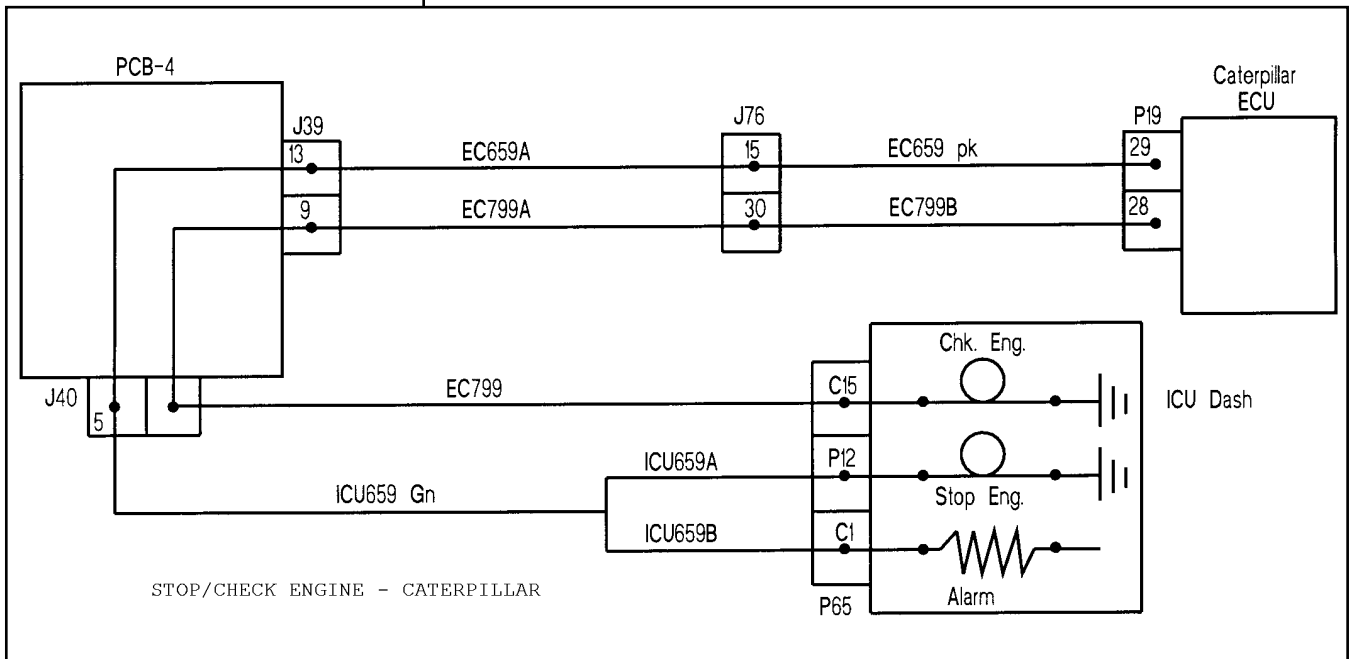 PCB-4
Caterpillar
ECU
J39
J76
P19
13
EC659A
15
EC659 pk
29
9
EC799A
30
EC799B
28
Chk. Eng.
J40
5
EC799
C15
ICU Dash
ICU659A
P12
ICU659 Gn
Stop Eng.
ICU659B
C1
STOP/CHECK ENGINE - CATERPILLAR
P65
Alarm